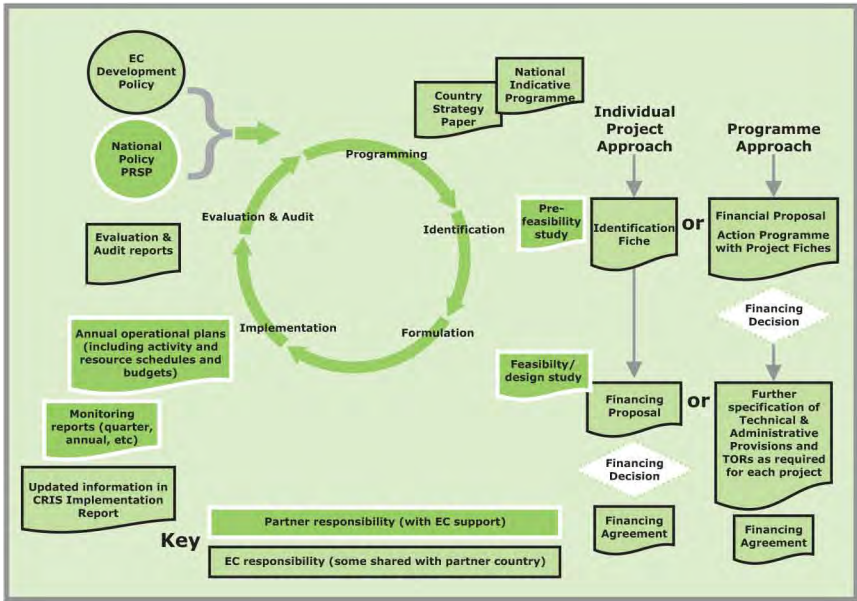 EC
Development
Policy
National
Policy
PRSP
Country
Strategy
Paper
National
Indicative
Programme
Individual
Project
Approach
Programme
Approach
Programming
Identification
Formulation
Implementation
Evaluation & Audit
Evaluation &
Audit reports
Pre-
feasibility
study
Identification
Fiche
or
Financial Proposal
Action Programme
with Project Fiches
Financing
Decision
Annual operational plans
(including activity and
resource schedules and
budgets)
Feasibilty/
design study
Financing
Proposal
or
Further
specification of
Technical &
Administrative
Provisions and
TORs as required
for each project
Monitoring
reports (quarter,
annual, etc)
Financing
Decision
Updated information in
CRIS Implementation
Report
Financing
Agreement
Financing
Agreement
Key
Partner responsibility (with EC support)
EC responsibility (some shared with partner country)